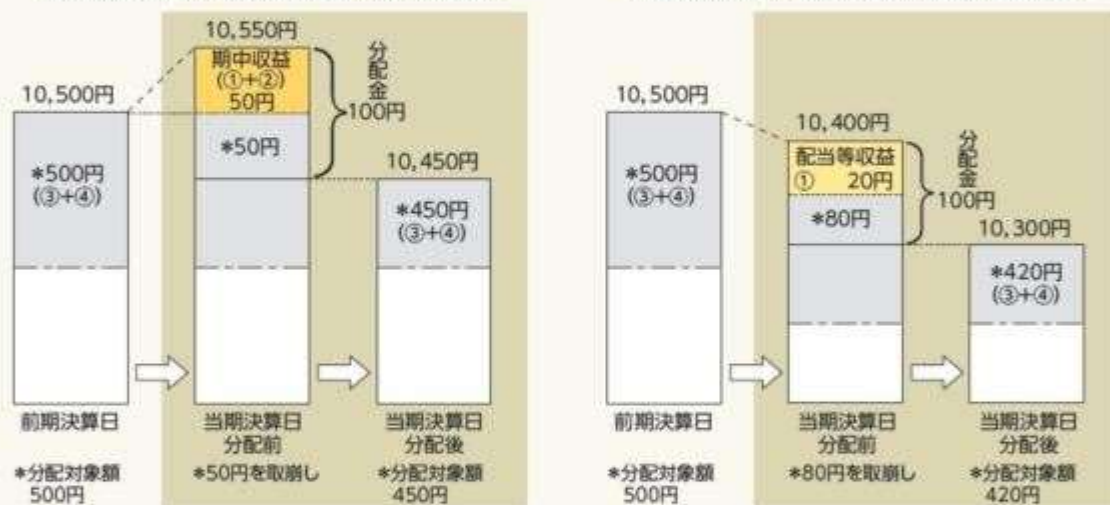 10,550円
期中収益
(①+②)
50円
分配金
100円
10,500円
*500円
(③+④)
*50円
10,450円
*450円
(③+④)
前期決算日
当期決算日
分配前
当期決算日
分配後
*分配対象額
500円
*50円を取崩し
*分配対象額
450円
10,500円
*500円
(③+④)
10,400円
配当等収益
① 20円
分配金
100円
*80円
10,300円
*420円
(③+④)
前期決算日
当期決算日
分配前
当期決算日
分配後
*分配対象額
500円
*80円を取崩し
*分配対象額
420円